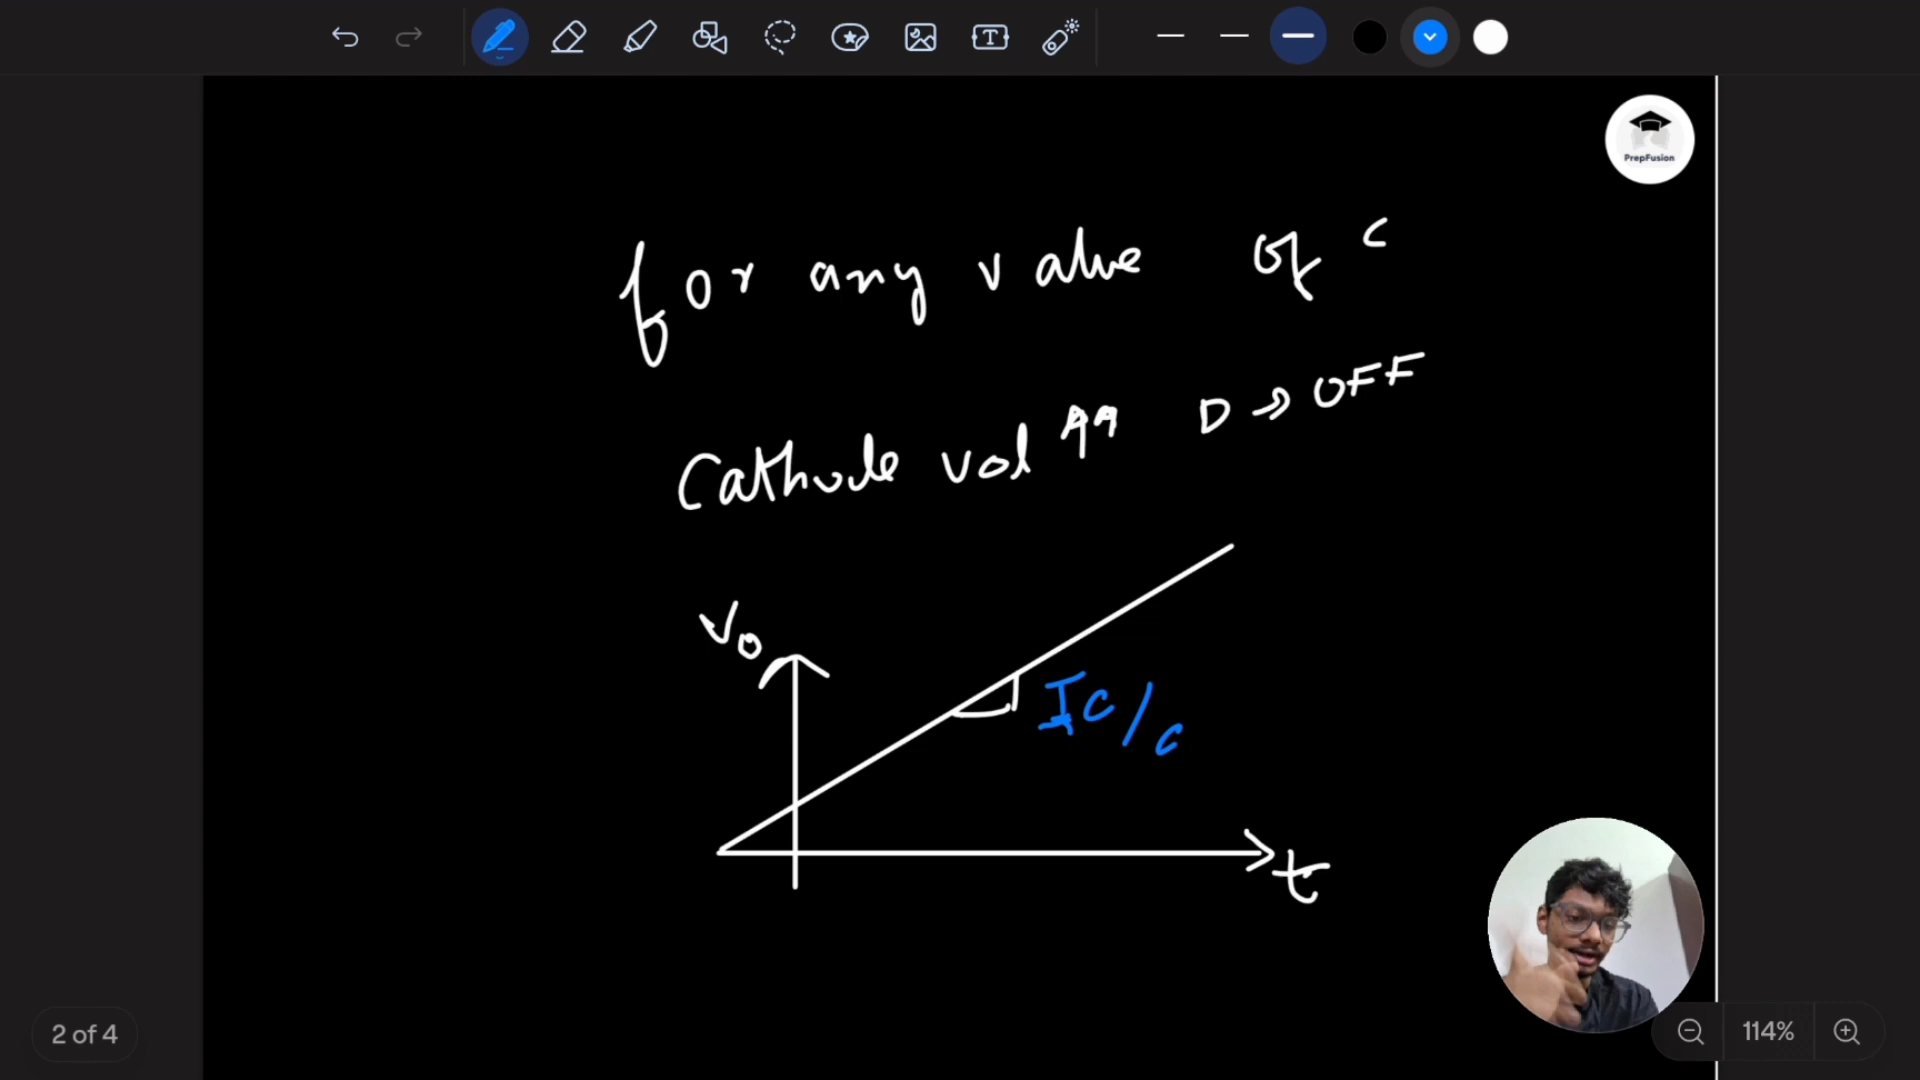 PrepFusion
for any value of c
Cathode vol ↑↑ D → OFF
Vo
Ic/c
t
2 of 4
114%